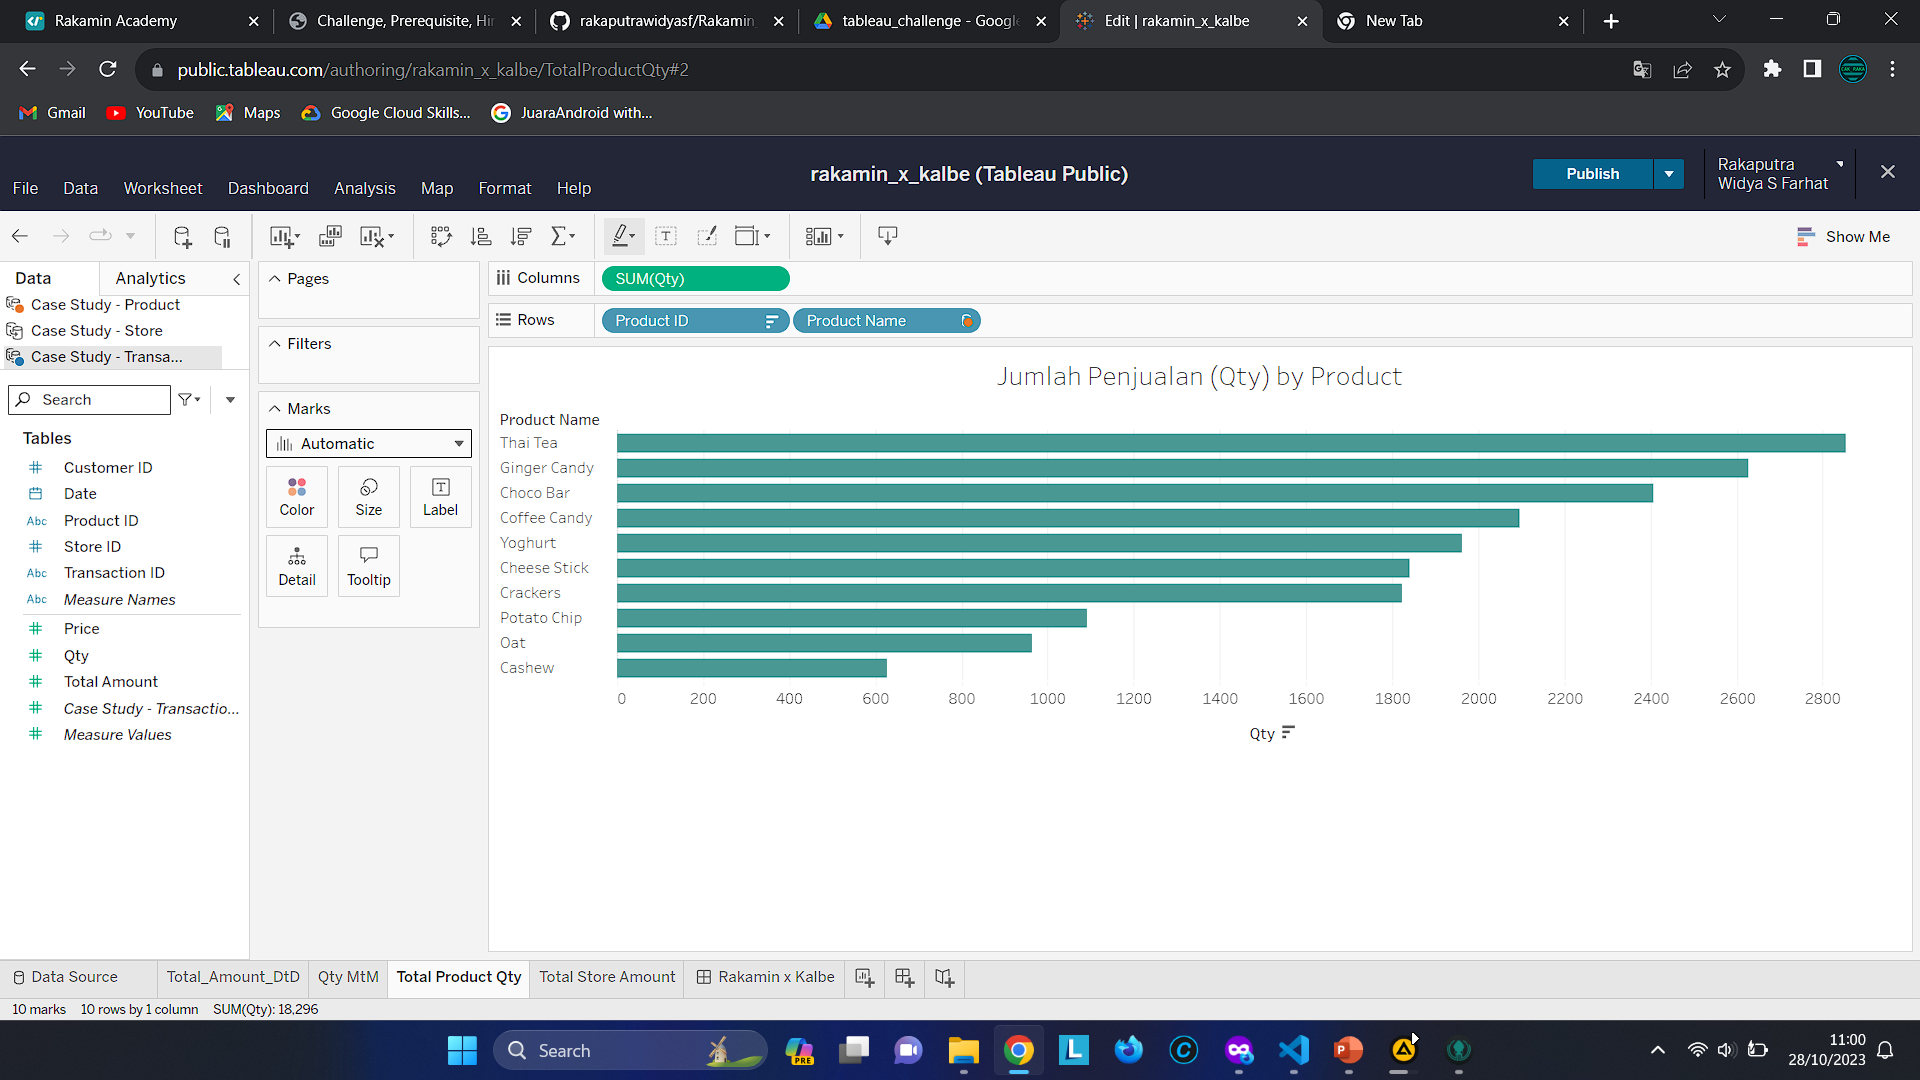 Rakamin Academy
Challenge, Prerequisite, Hir
rakaputrawidyasf/Rakamin_
tableau_challenge - Google
Edit | rakamin_x_kalbe
New Tab
public.tableau.com/authoring/rakamin_x_kalbe/TotalProductQty#2
Gmail
YouTube
Maps
Google Cloud Skills...
JuaraAndroid with...
File
Data
Worksheet
Dashboard
Analysis
Map
Format
Help
rakamin_x_kalbe (Tableau Public)
Publish
Rakaputra
Widya S Farhat
Show Me
Data
Analytics
Case Study - Product
Case Study - Store
Case Study - Transa...
Search
Tables
Customer ID
Date
Abc Product ID
Store ID
Abc Transaction ID
Abc Measure Names
Price
Qty
Total Amount
Case Study - Transactio...
Measure Values
Pages
Filters
Marks
Automatic
Color
Size
Label
Detail
Tooltip
Columns
SUM(Qty)
Rows
Product ID
Product Name
Jumlah Penjualan (Qty) by Product
Product Name
Thai Tea
Ginger Candy
Choco Bar
Coffee Candy
Yoghurt
Cheese Stick
Crackers
Potato Chip
Oat
Cashew
0 200 400 600 800 1000 1200 1400 1600 1800 2000 2200 2400 2600 2800
Qty
Data Source
Total_Amount_DtD
Qty MtM
Total Product Qty
Total Store Amount
Rakamin x Kalbe
10 marks
10 rows by 1 column
SUM(Qty): 18,296
Search
PRE
11:00
28/10/2023